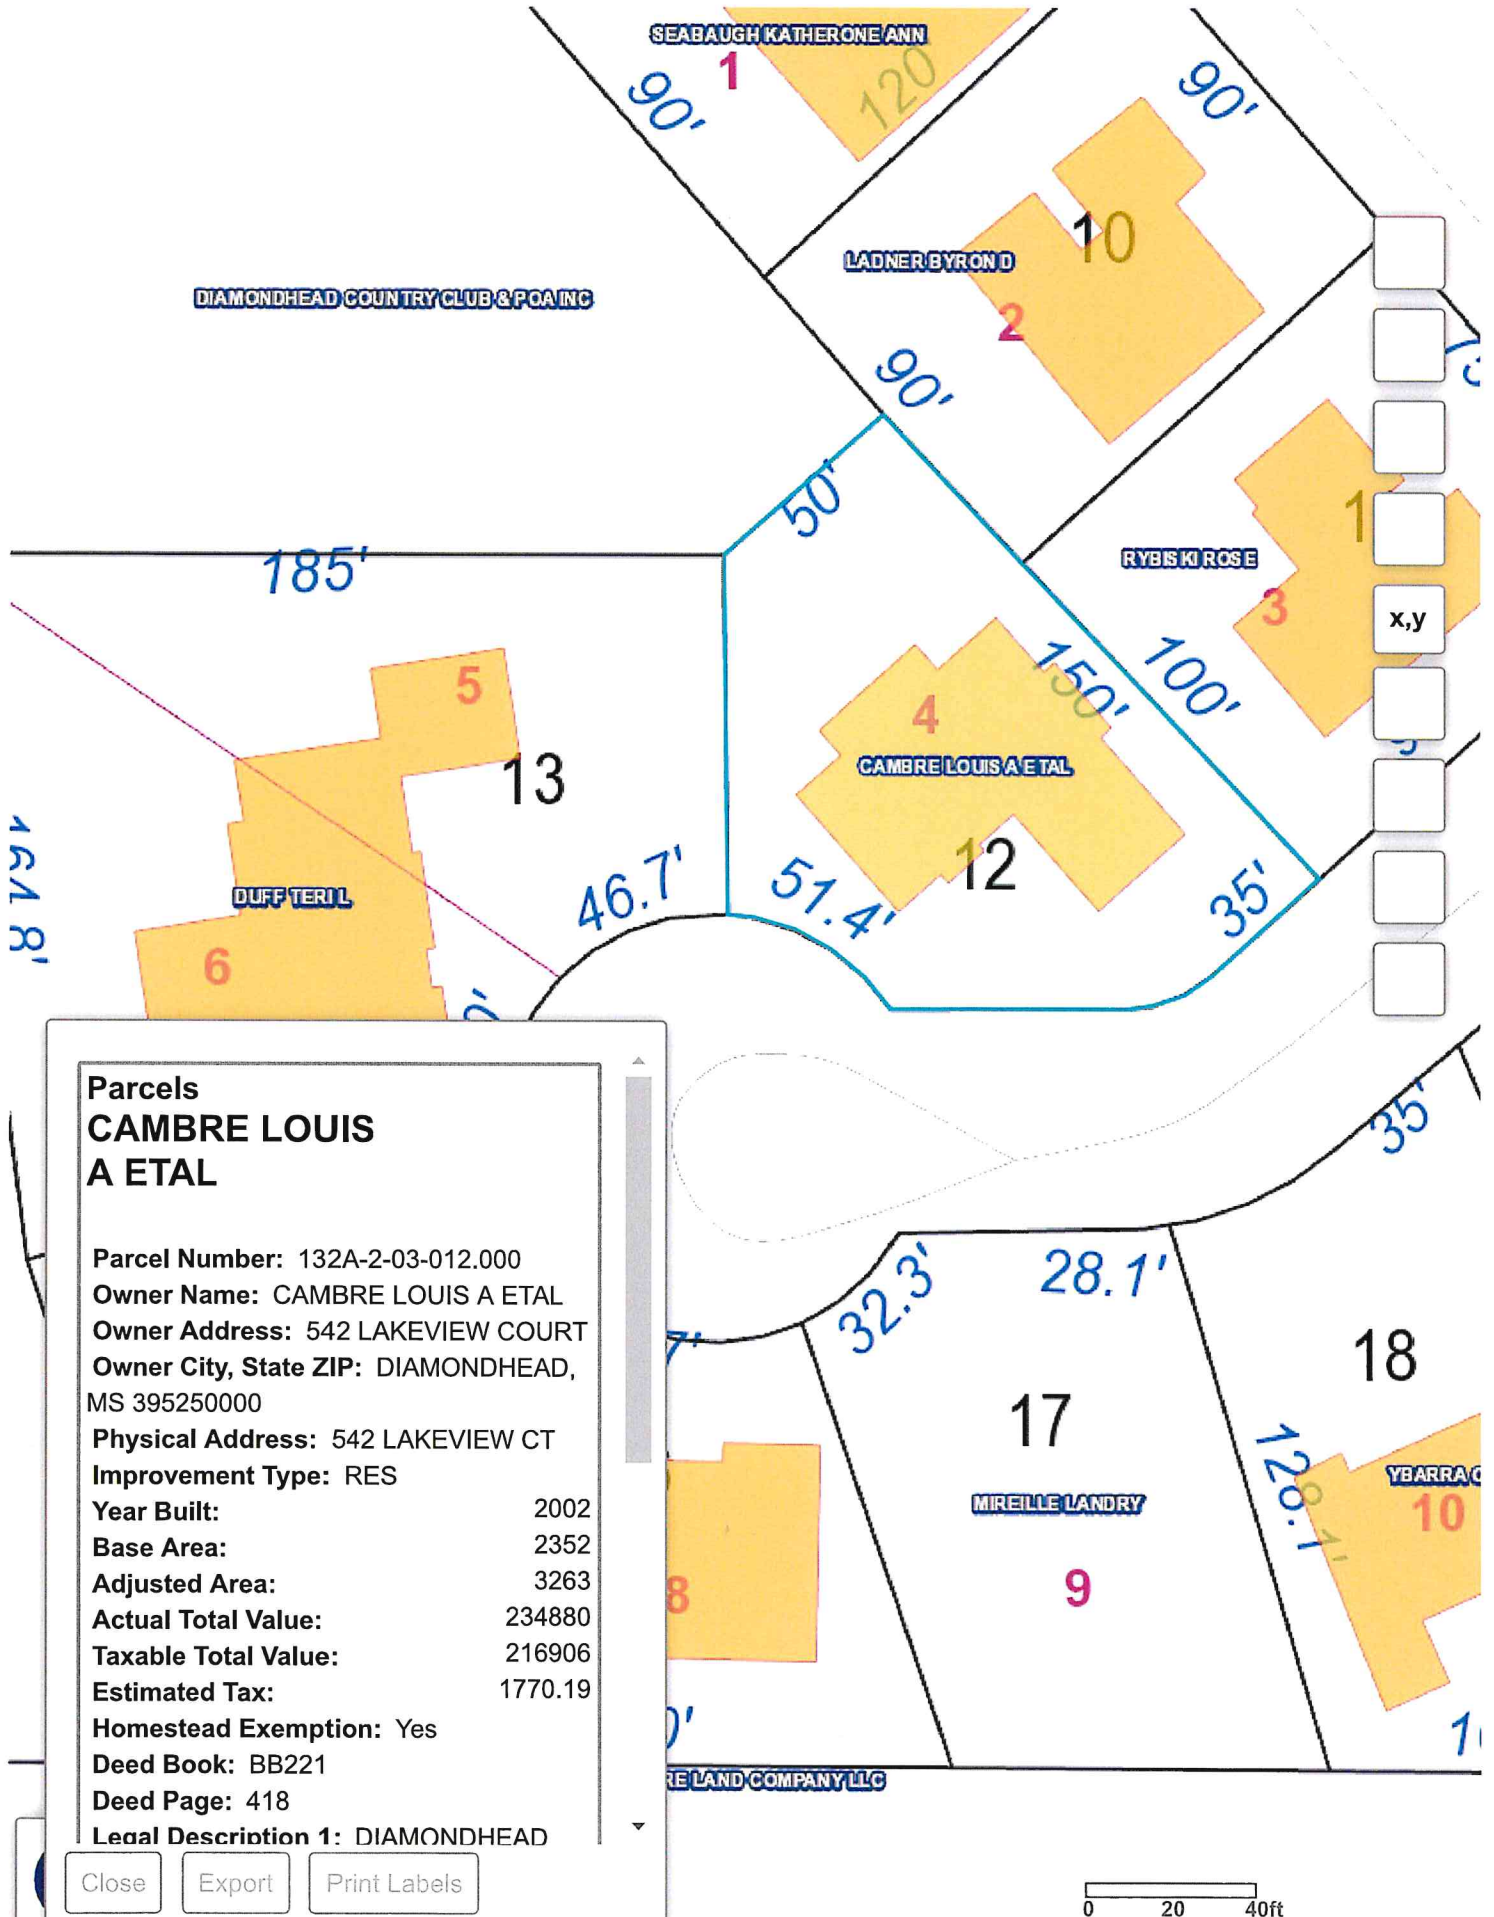 SEABAUGH KATHERONE ANN
1
120
90'
90'
10
LADNER BYRON D
2
DIAMONDHEAD COUNTRY CLUB & POA INC
90'
50'
185'
1
RYBISKI ROSE
3
x,y
150'
100'
5
13
4
CAMBRE LOUIS A ETAL
12
51.4'
46.7'
35'
164.8'
DUFF TERI L
6
Parcels
CAMBRE LOUIS
A ETAL
Parcel Number: 132A-2-03-012.000
Owner Name: CAMBRE LOUIS A ETAL
Owner Address: 542 LAKEVIEW COURT
Owner City, State ZIP: DIAMONDHEAD,
MS 395250000
Physical Address: 542 LAKEVIEW CT
Improvement Type: RES
Year Built: 2002
Base Area: 2352
Adjusted Area: 3263
Actual Total Value: 234880
Taxable Total Value: 216906
Estimated Tax: 1770.19
Homestead Exemption: Yes
Deed Book: BB221
Deed Page: 418
Legal Description 1: DIAMONDHEAD
Close Export Print Labels
35'
32.3'
28.1'
7'
17
18
MIREILLE LANDRY
9
128.1'
YBARRA
10
8
0'
RE LAND COMPANY LLC
0 20 40ft